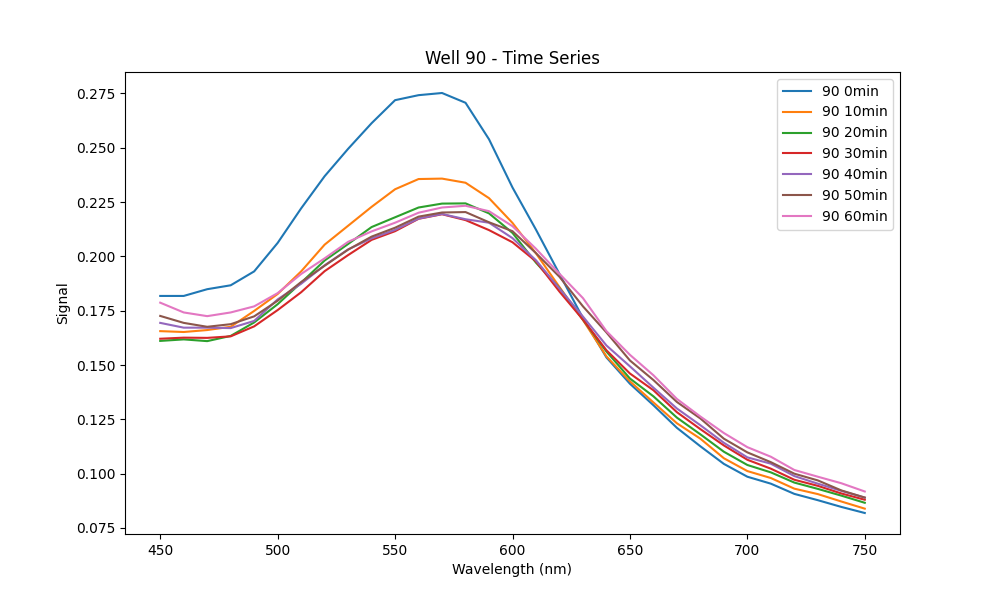 Well 90 - Time Series
Signal
0.275
0.250
0.225
0.200
0.175
0.150
0.125
0.100
0.075
90 0min
90 10min
90 20min
90 30min
90 40min
90 50min
90 60min
450 500 550 600 650 700 750
Wavelength (nm)